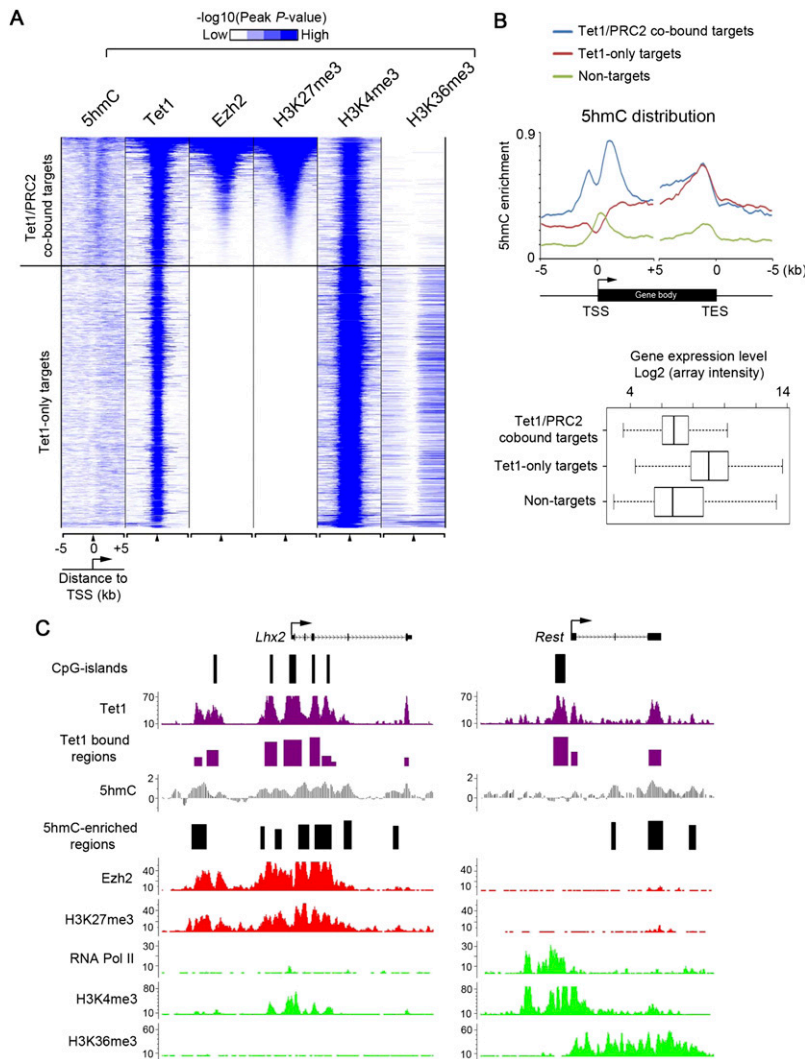 A
-log10(Peak P-value)
Low High
5hmC Tet1 Ezh2 H3K27me3 H3K4me3 H3K36me3
Tet1/PRC2
co-bound targets
Tet1-only targets
-5 0 +5
Distance to
TSS (kb)
B
Tet1/PRC2 co-bound targets
Tet1-only targets
Non-targets
5hmC distribution
0.9
5hmC enrichment
0
-5 0 +5 +5 0 -5 (kb)
Gene body
TSS TES
Gene expression level
Log2 (array intensity)
4 14
Tet1/PRC2
cobound targets
Tet1-only targets
Non-targets
C
Lhx2 Rest
CpG-islands
Tet1 70 10 70 10
Tet1 bound
regions
5hmC 2 0 2 0
5hmC-enriched
regions
Ezh2 40 10 40 10
H3K27me3 40 10 40 10
RNA Pol II 30 10 30 10
H3K4me3 80 10 80 10
H3K36me3 60 10 60 10